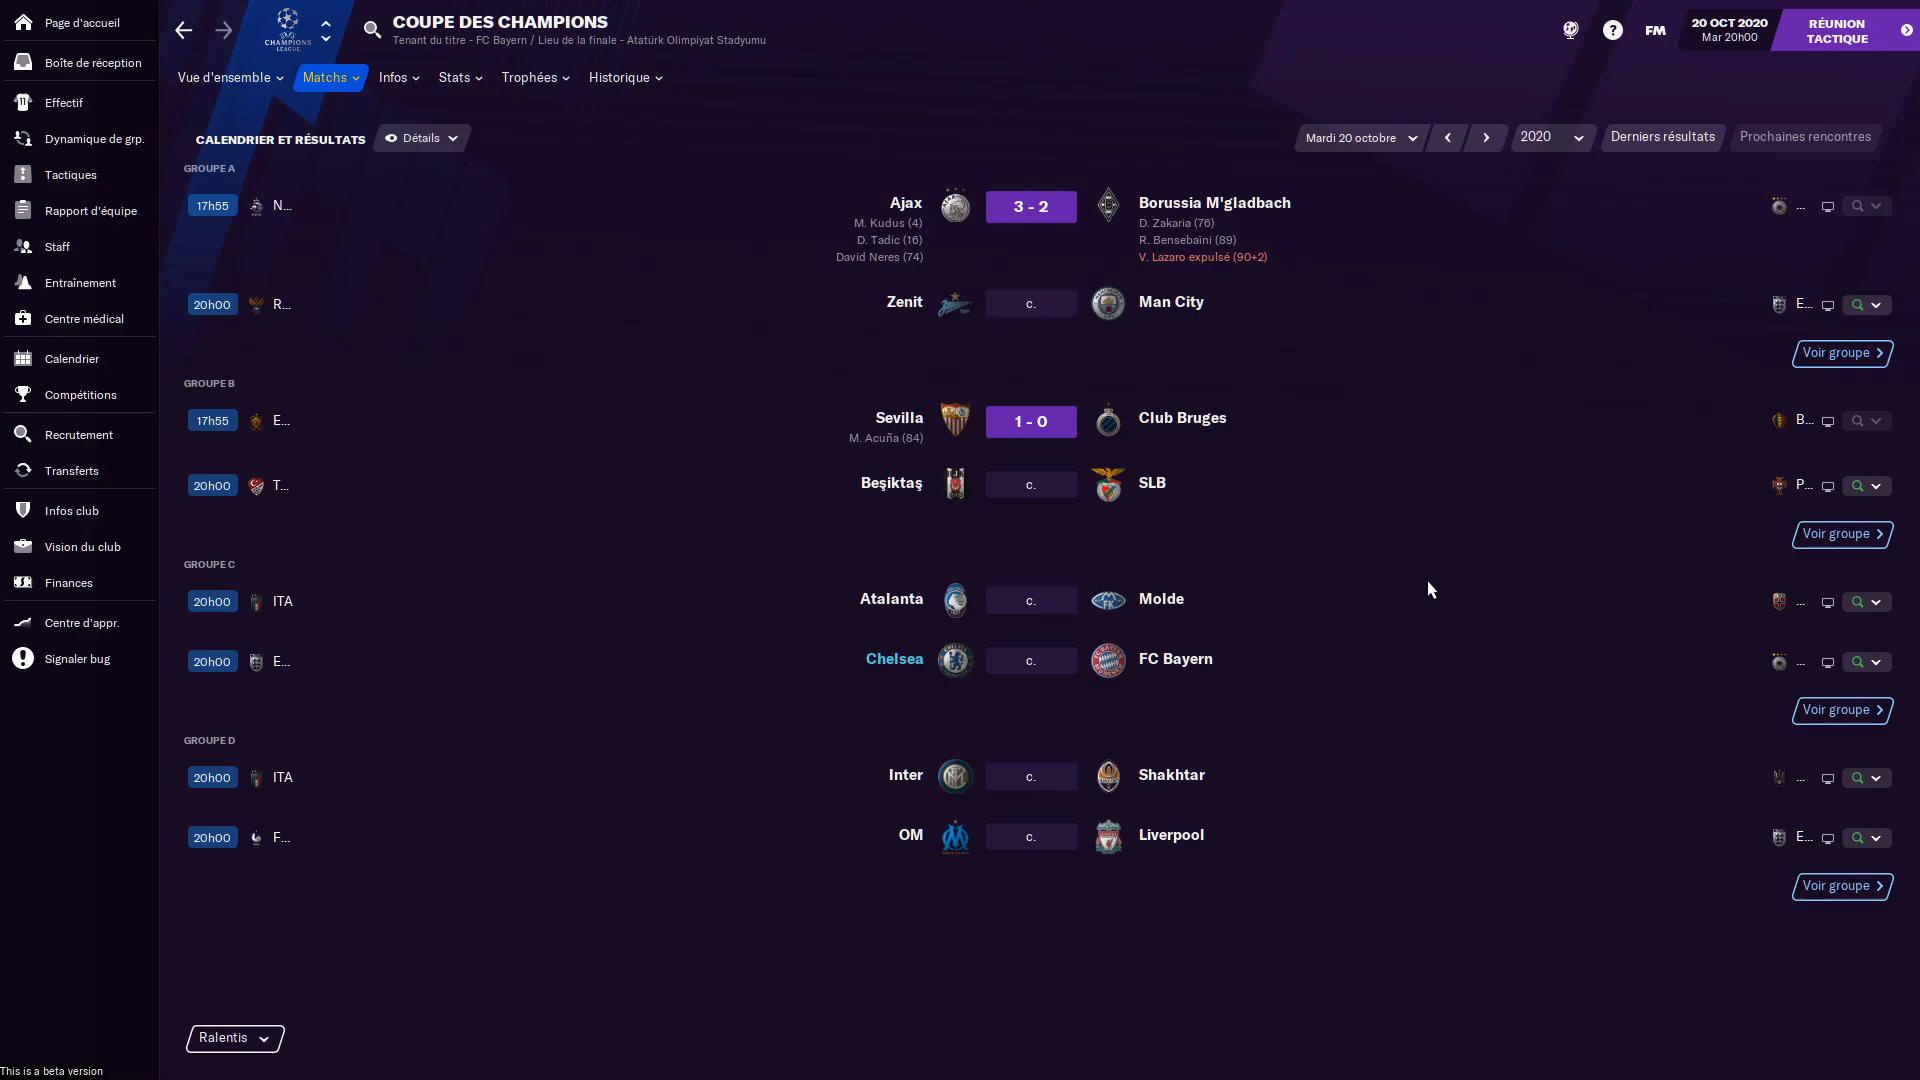 Page d'accueil
Boîte de réception
Effectif
Dynamique de grp.
Tactiques
Rapport d'équipe
Staff
Entraînement
Centre médical
Calendrier
Compétitions
Recrutement
Transferts
Infos club
Vision du club
Finances
Centre d'appr.
Signaler bug
This is a beta version
CHAMPIONS
LEAGUE
COUPE DES CHAMPIONS
Tenant du titre - FC Bayern / Lieu de la finale - Atatürk Olimpiyat Stadyumu
FM
20 OCT 2020
Mar 20h00
RÉUNION
TACTIQUE
Vue d'ensemble Matchs Infos Stats Trophées Historique
CALENDRIER ET RÉSULTATS Détails
Mardi 20 octobre 2020 Derniers résultats Prochaines rencontres
GROUPE A
17h55 N... Ajax 3 - 2 Borussia M'gladbach ...
M. Kudus (4) D. Zakaria (76)
D. Tadic (16) R. Bensebaïni (89)
David Neres (74) V. Lazaro expulsé (90+2)
20h00 R... Zenit c. Man City E...
Voir groupe
GROUPE B
17h55 E... Sevilla 1 - 0 Club Bruges B...
M. Acuña (84)
20h00 T... Beşiktaş c. SLB P...
Voir groupe
GROUPE C
20h00 ITA Atalanta c. Molde ...
20h00 E... Chelsea c. FC Bayern ...
Voir groupe
GROUPE D
20h00 ITA Inter c. Shakhtar ...
20h00 F... OM c. Liverpool E...
Voir groupe
Ralentis